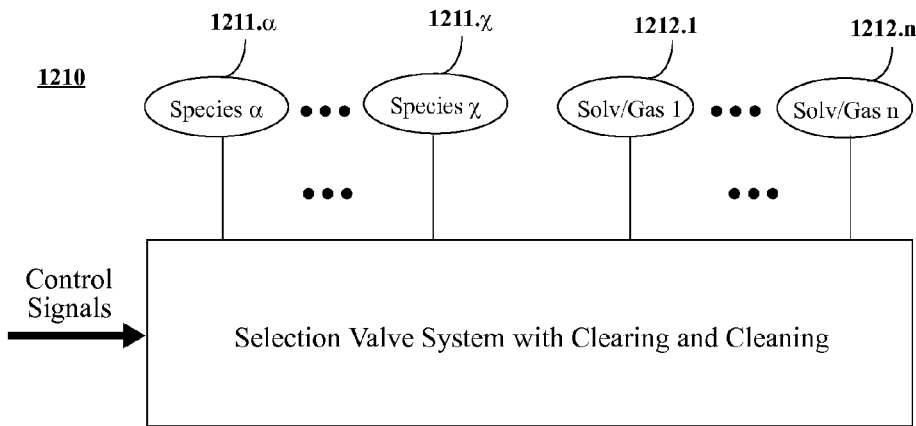 1211.α
1211.χ
1212.1
1212.n
1210
Species α
Species χ
Solv/Gas 1
Solv/Gas n
Control
Signals
Selection Valve System with Clearing and Cleaning